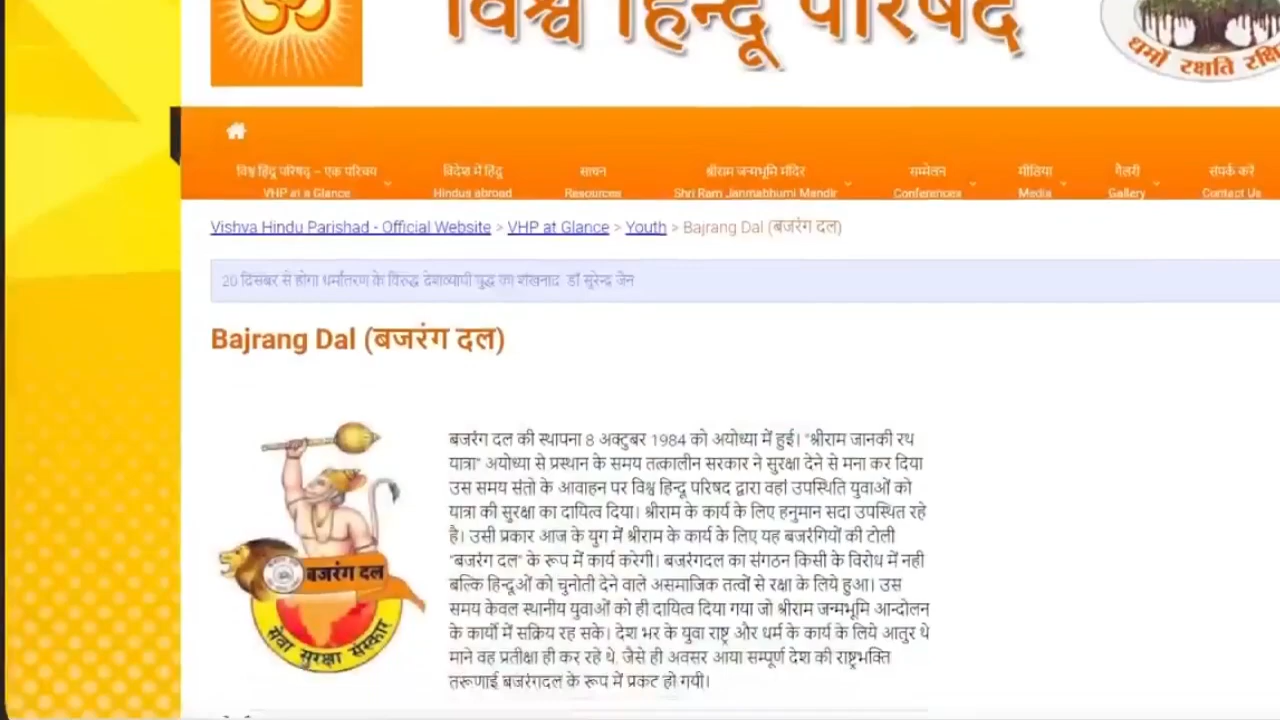 विश्व हिन्दू परिषद
धर्मो रक्षति
विश्व हिंदू परिषद – एक परिचय
VHP at a Glance
विदेश में हिंदू
Hindus abroad
साधन
Resources
श्रीराम जन्मभूमि मंदिर
Shri Ram Janmabhumi Mandir
सम्मेलन
Conferences
मीडिया
Media
गैलरी
Gallery
संपर्क करें
Contact Us
Vishva Hindu Parishad - Official Website > VHP at Glance > Youth > Bajrang Dal (बजरंग दल)
20 दिसंबर से होगा धर्मांतरण के विरुद्ध देशव्यापी युद्ध का शंखनाद डॉ सुरेन्द्र जैन
Bajrang Dal (बजरंग दल)
बजरंग दल
सेवा सुरक्षा संस्कार
बजरंग दल की स्थापना 8 अक्टुबर 1984 को अयोध्या में हुई। "श्रीराम जानकी रथ
यात्रा" अयोध्या से प्रस्थान के समय तत्कालीन सरकार ने सुरक्षा देने से मना कर दिया
उस समय संतो के आवाहन पर विश्व हिन्दू परिषद द्वारा वहां उपस्थिति युवाओं को
यात्रा की सुरक्षा का दायित्व दिया। श्रीराम के कार्य के लिए हनुमान सदा उपस्थित रहे
है। उसी प्रकार आज के युग में श्रीराम के कार्य के लिए यह बजरंगियों की टोली
"बजरंग दल" के रूप में कार्य करेगी। बजरंगदल का संगठन किसी के विरोध में नही
बल्कि हिन्दूओं को चुनोती देने वाले असमाजिक तत्वों से रक्षा के लिये हुआ। उस
समय केवल स्थानीय युवाओं को ही दायित्व दिया गया जो श्रीराम जन्मभूमि आन्दोलन
के कार्यो में सक्रिय रह सके। देश भर के युवा राष्ट्र और धर्म के कार्य के लिये आतुर थे
माने वह प्रतीक्षा ही कर रहे थे, जैसे ही अवसर आया सम्पूर्ण देश की राष्ट्रभक्ति
तरूणाई बजरंगदल के रूप में प्रकट हो गयी।